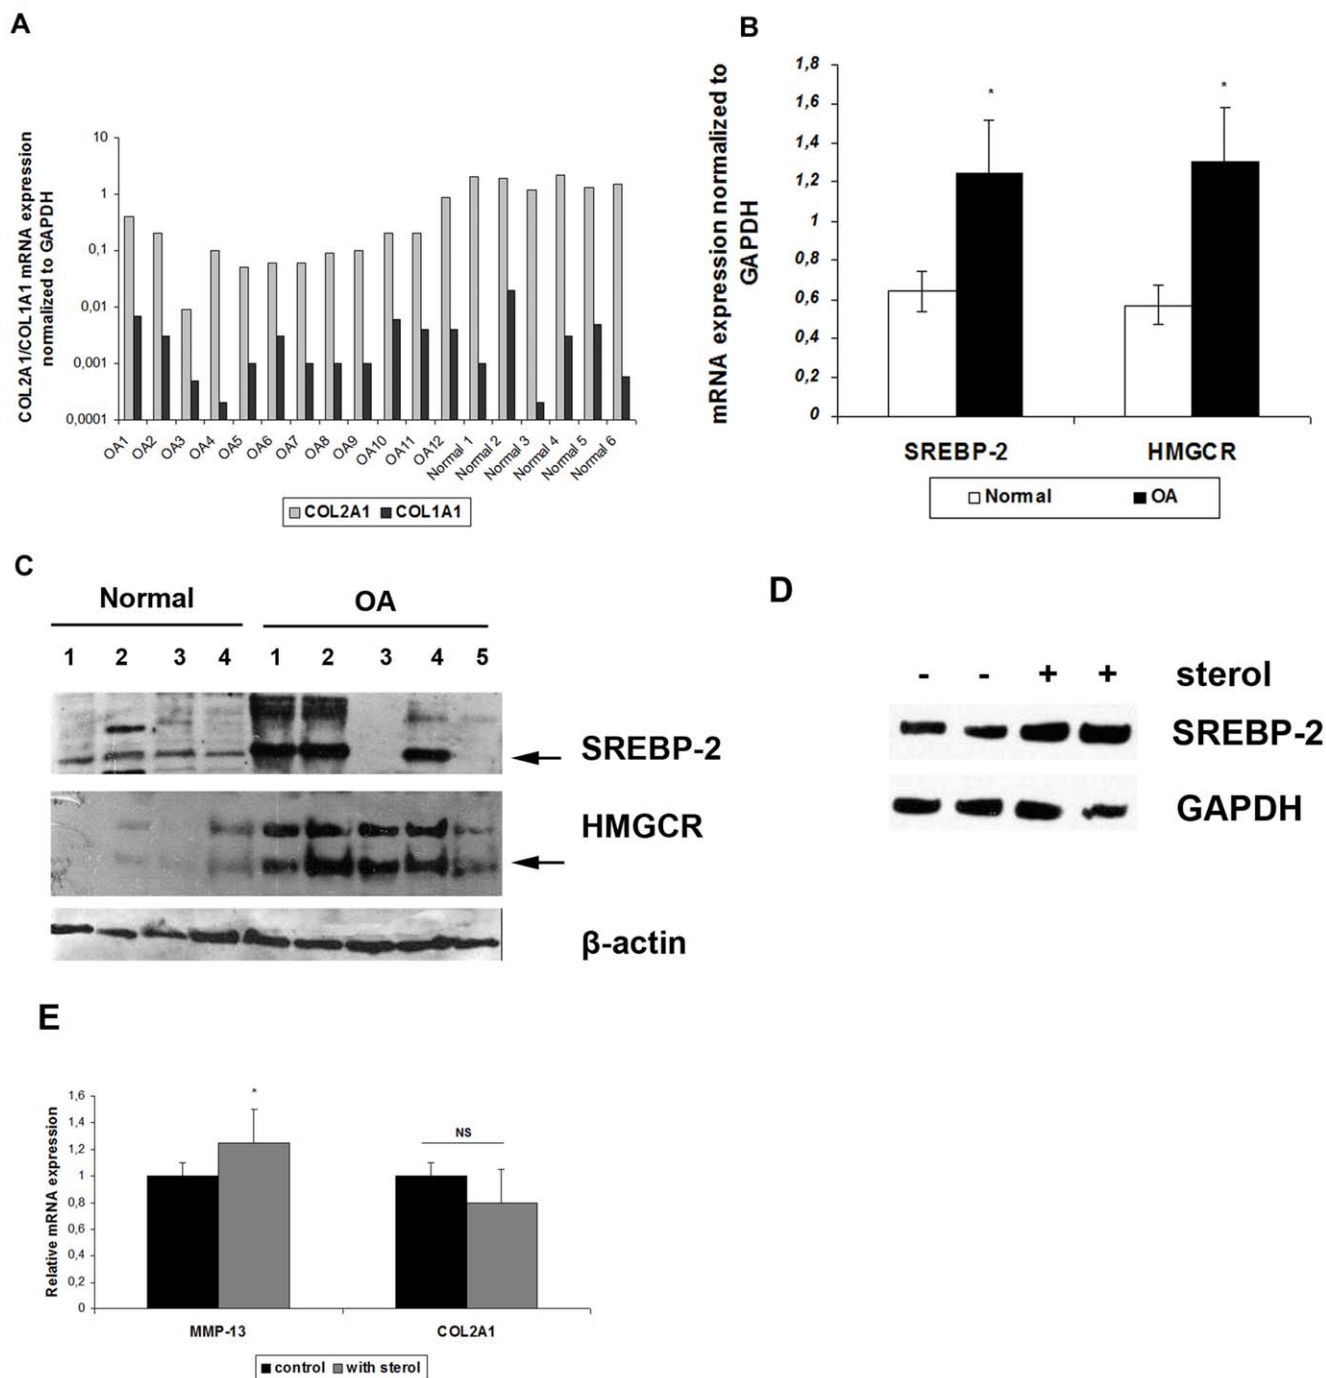 A
COL2A1/COL1A1 mRNA expression
normalized to GAPDH
10
1
0,1
0,01
0,001
0,0001
OA1
OA2
OA3
OA4
OA5
OA6
OA7
OA8
OA9
OA10
OA11
OA12
Normal 1
Normal 2
Normal 3
Normal 4
Normal 5
Normal 6
COL2A1 COL1A1
B
mRNA expression normalized to
GAPDH
1,8
1,6
1,4
1,2
1
0,8
0,6
0,4
0,2
0
* *
SREBP-2 HMGCR
Normal OA
C
Normal OA
1 2 3 4 1 2 3 4 5
SREBP-2
HMGCR
β-actin
D
- - + + sterol
SREBP-2
GAPDH
E
Relative mRNA expression
1,6
1,4
1,2
1
0,8
0,6
0,4
0,2
0
*
NS
MMP-13 COL2A1
control with sterol